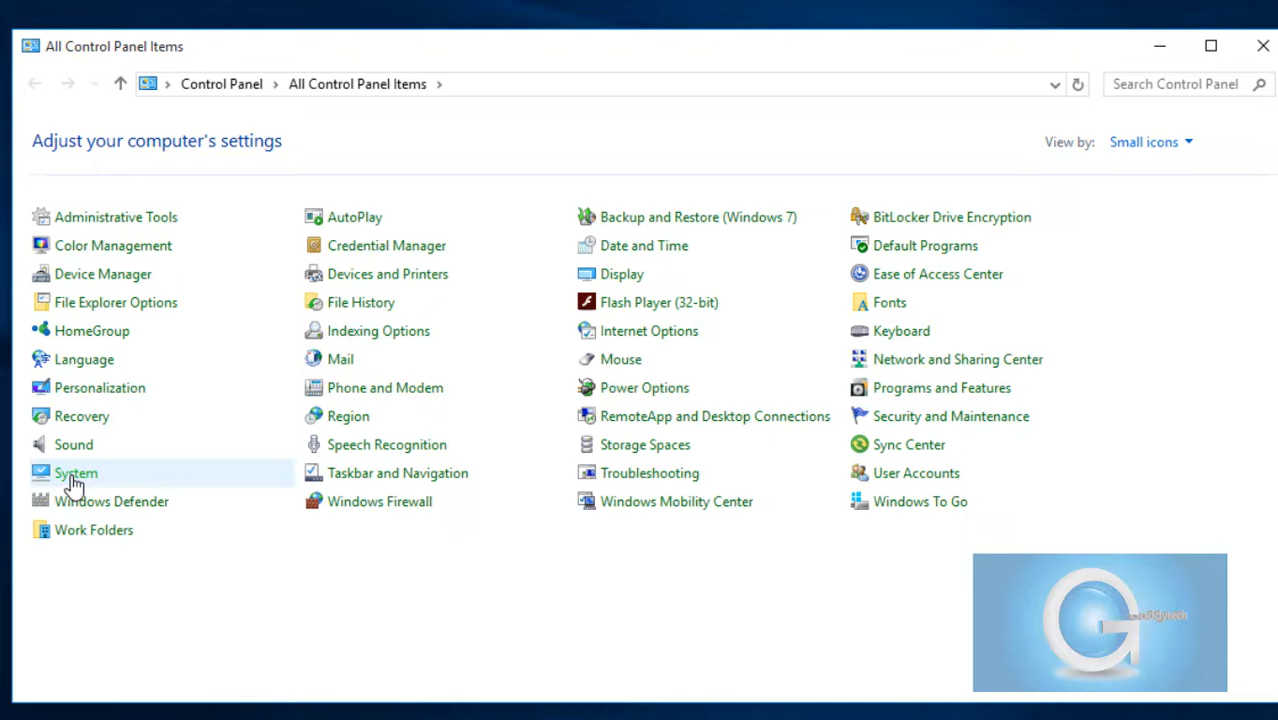 All Control Panel Items
Control Panel > All Control Panel Items >
Search Control Panel
Adjust your computer's settings
View by: Small icons
Administrative Tools
AutoPlay
Backup and Restore (Windows 7)
BitLocker Drive Encryption
Color Management
Credential Manager
Date and Time
Default Programs
Device Manager
Devices and Printers
Display
Ease of Access Center
File Explorer Options
File History
Flash Player (32-bit)
Fonts
HomeGroup
Indexing Options
Internet Options
Keyboard
Language
Mail
Mouse
Network and Sharing Center
Personalization
Phone and Modem
Power Options
Programs and Features
Recovery
Region
RemoteApp and Desktop Connections
Security and Maintenance
Sound
Speech Recognition
Storage Spaces
Sync Center
System
Taskbar and Navigation
Troubleshooting
User Accounts
Windows Defender
Windows Firewall
Windows Mobility Center
Windows To Go
Work Folders